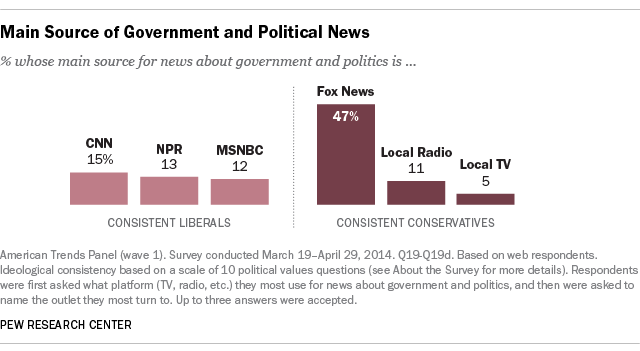 Main Source of Government and Political News
% whose main source for news about government and politics is ...
Fox News
47%
CNN
15%
NPR
13
MSNBC
12
Local Radio
11
Local TV
5
CONSISTENT LIBERALS
CONSISTENT CONSERVATIVES
American Trends Panel (wave 1). Survey conducted March 19–April 29, 2014. Q19-Q19d. Based on web respondents.
Ideological consistency based on a scale of 10 political values questions (see About the Survey for more details). Respondents
were first asked what platform (TV, radio, etc.) they most use for news about government and politics, and then were asked to
name the outlet they most turn to. Up to three answers were accepted.
PEW RESEARCH CENTER